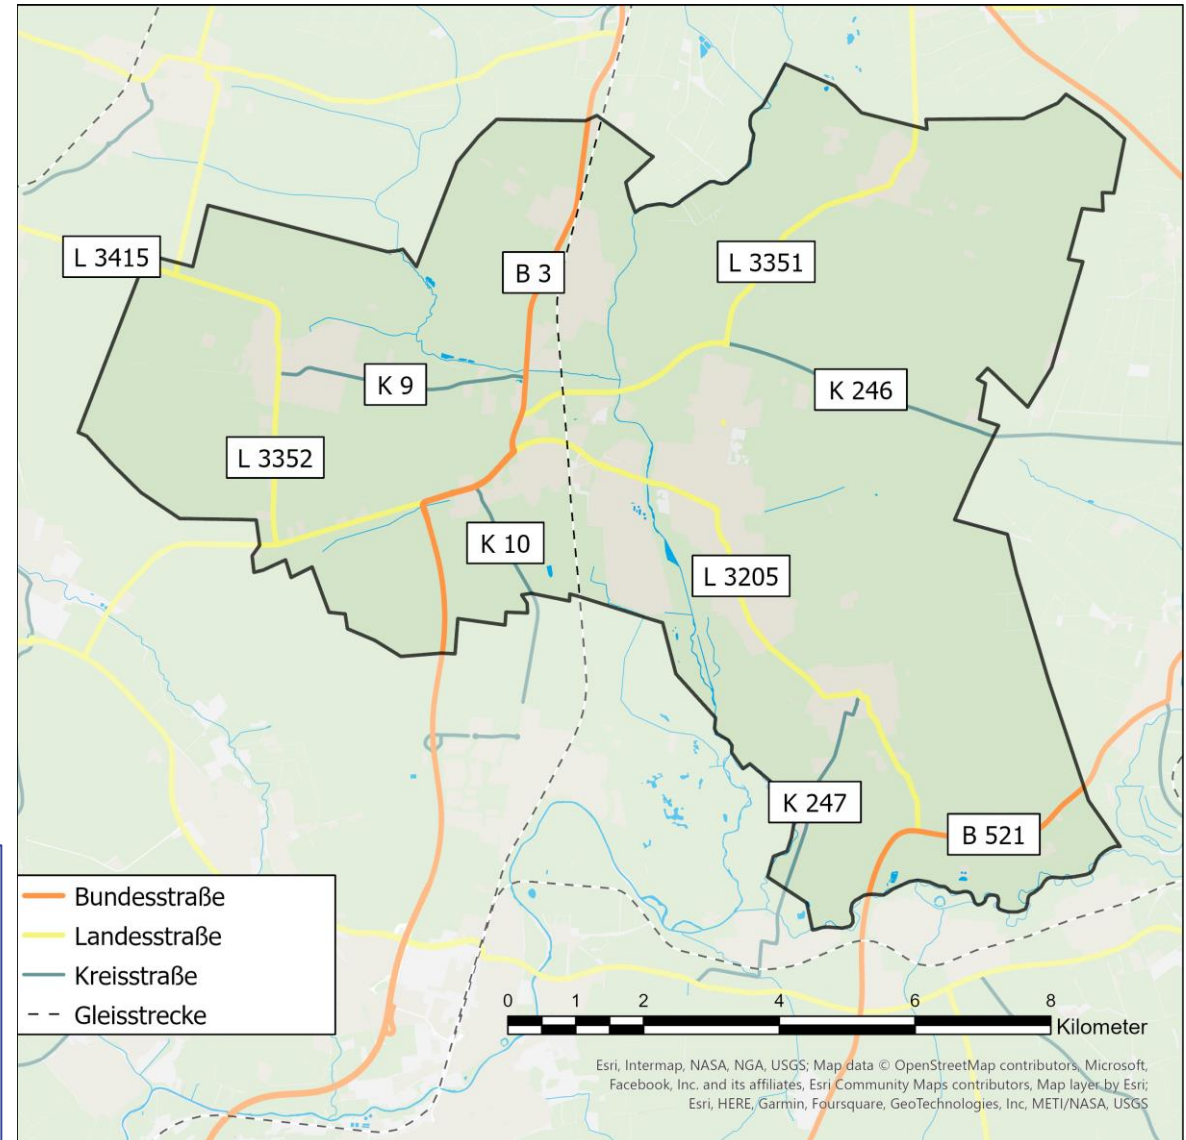 L 3415
B 3
L 3351
K 9
K 246
L 3352
K 10
L 3205
K 247
B 521
Bundesstraße
Landesstraße
Kreisstraße
Gleisstrecke
0 1 2 4 6 8
Kilometer
Esri, Intermap, NASA, NGA, USGS; Map data © OpenStreetMap contributors, Microsoft,
Facebook, Inc. and its affiliates, Esri Community Maps contributors, Map layer by Esri;
Esri, HERE, Garmin, Foursquare, GeoTechnologies, Inc, METI/NASA, USGS